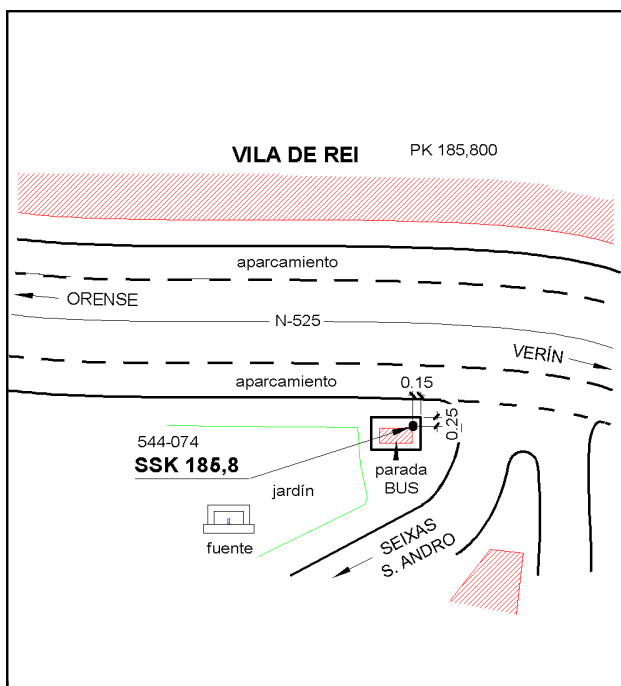 VILA DE REI
PK 185,800
aparcamiento
ORENSE
N-525
VERÍN
aparcamiento
0.15
0.25
544-074
SSK 185,8
parada
BUS
jardín
fuente
SEIXAS
S. ANDRO